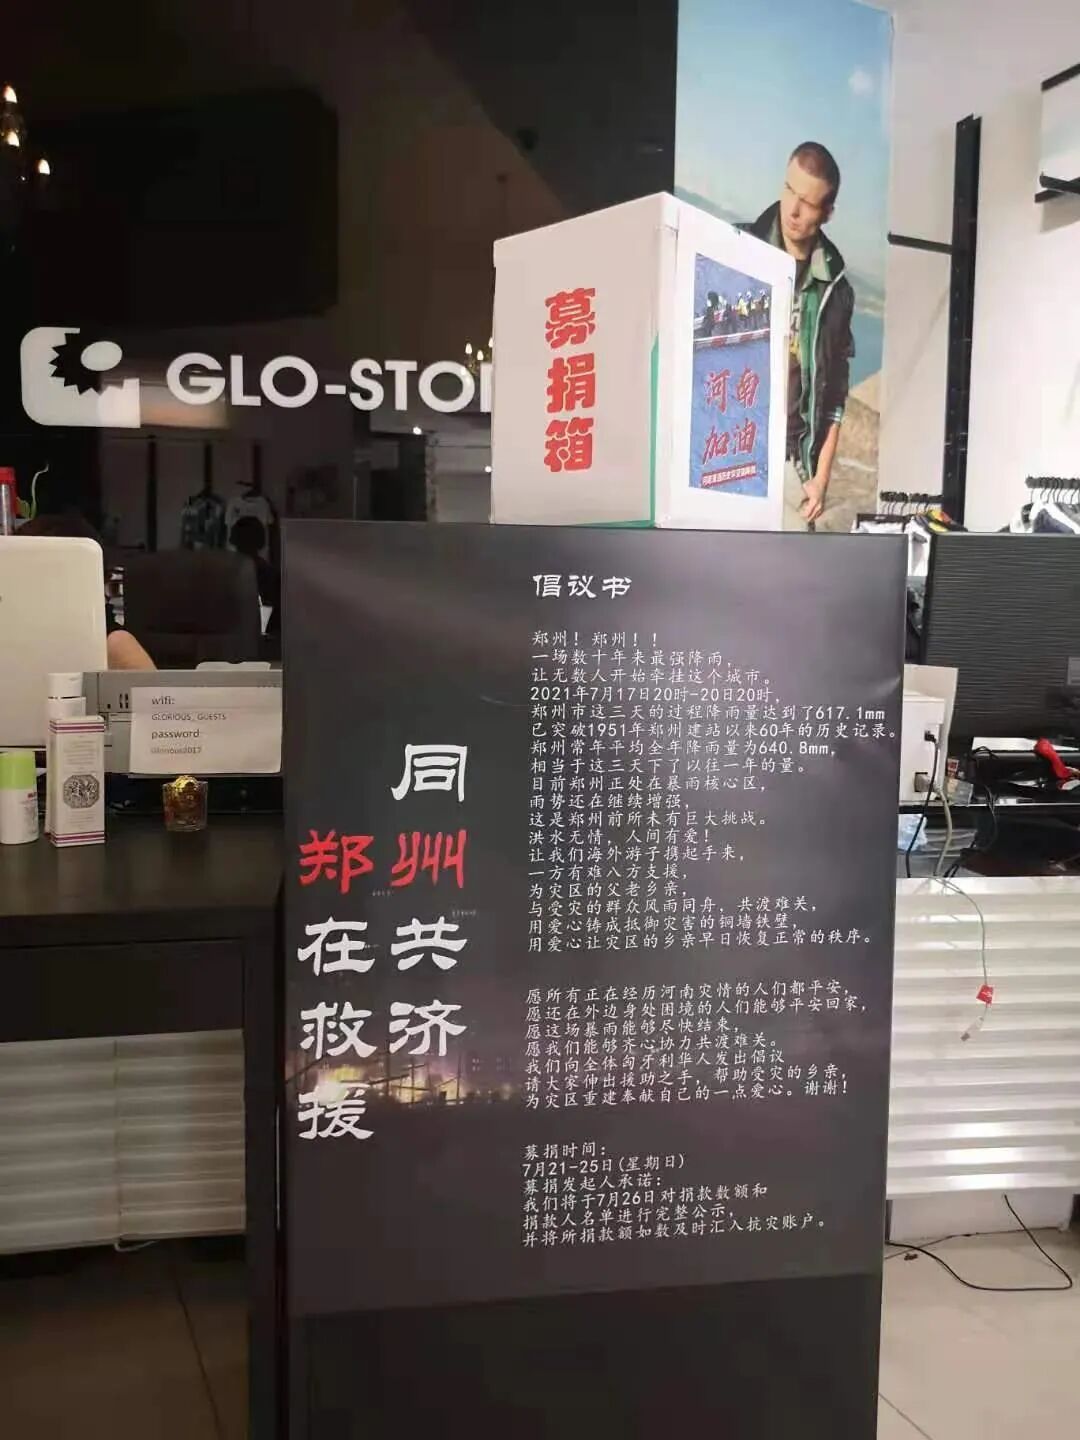 GLO-STO
募捐箱
河南
加油
wifi:
GLORIOUS_GUESTS
password:
Glorious2017
同州共济
郑在救援
倡议书
郑州！郑州！！
一场数十年来最强降雨，
让无数人开始牵挂这个城市。
2021年7月17日20时-20日20时，
郑州市这三天的过程降雨量达到了617.1mm
已突破1951年郑州建站以来60年的历史记录。
郑州常年平均全年降雨量为640.8mm，
相当于这三天下了以往一年的量。
目前郑州正处在暴雨核心区，
雨势还在继续增强，
这是郑州前所未有巨大挑战。
洪水无情，人间有爱！
让我们海外游子携起手来，
一方有难八方支援，
为灾区的父老乡亲，
与受灾的群众风雨同舟，共渡难关，
用爱心铸成抵御灾害的铜墙铁壁，
用爱心让灾区的乡亲早日恢复正常的秩序。
愿所有正在经历河南灾情的人们都平安，
愿还在外边身处困境的人们能够平安回家，
愿这场暴雨能够尽快结束，
愿我们能够齐心协力共渡难关。
我们向全体匈牙利华人发出倡议
请大家伸出援助之手，帮助受灾的乡亲，
为灾区重建奉献自己的一点爱心。谢谢！
募捐时间：
7月21-25日(星期日)
募捐发起人承诺：
我们将于7月26日对捐款数额和
捐款人名单进行完整公示，
并将所捐款额如数及时汇入抗灾账户。